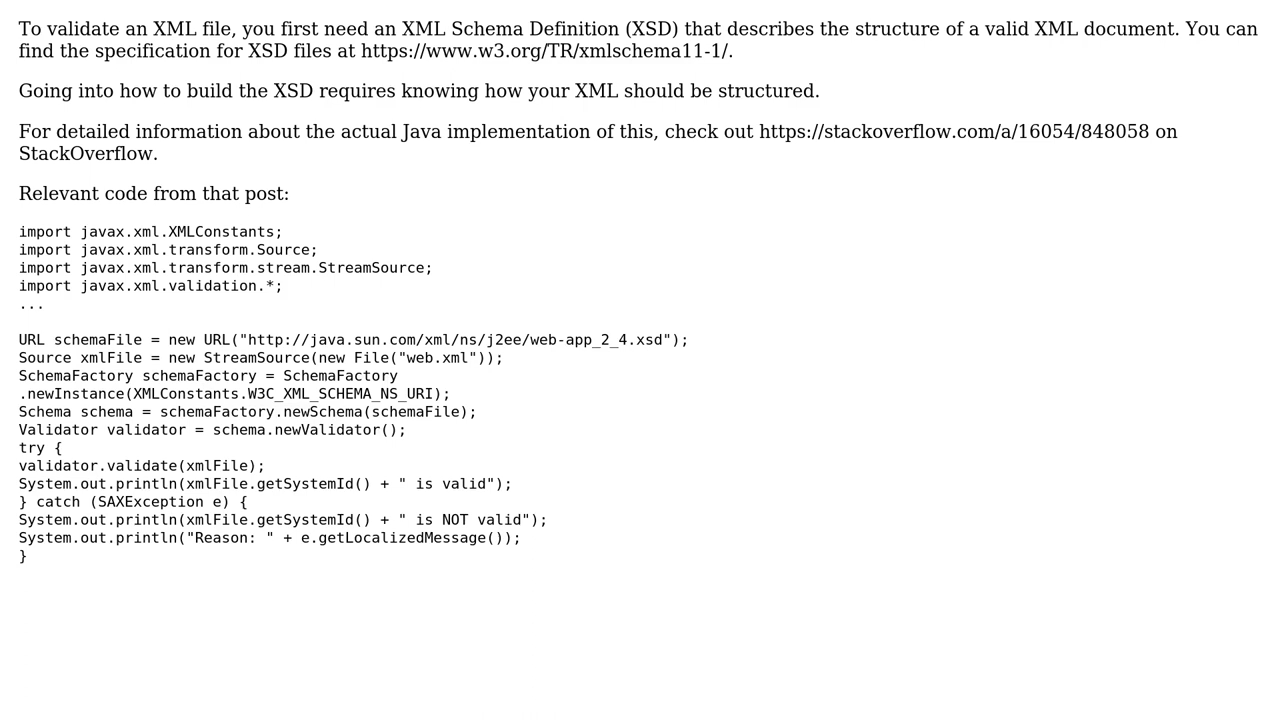 To validate an XML file, you first need an XML Schema Definition (XSD) that describes the structure of a valid XML document. You can
find the specification for XSD files at https://www.w3.org/TR/xmlschema11-1/.
Going into how to build the XSD requires knowing how your XML should be structured.
For detailed information about the actual Java implementation of this, check out https://stackoverflow.com/a/16054/848058 on
StackOverflow.
Relevant code from that post:
import javax.xml.XMLConstants;
import javax.xml.transform.Source;
import javax.xml.transform.stream.StreamSource;
import javax.xml.validation.*;
...
URL schemaFile = new URL("http://java.sun.com/xml/ns/j2ee/web-app_2_4.xsd");
Source xmlFile = new StreamSource(new File("web.xml"));
SchemaFactory schemaFactory = SchemaFactory
.newInstance(XMLConstants.W3C_XML_SCHEMA_NS_URI);
Schema schema = schemaFactory.newSchema(schemaFile);
Validator validator = schema.newValidator();
try {
validator.validate(xmlFile);
System.out.println(xmlFile.getSystemId() + " is valid");
} catch (SAXException e) {
System.out.println(xmlFile.getSystemId() + " is NOT valid");
System.out.println("Reason: " + e.getLocalizedMessage());
}